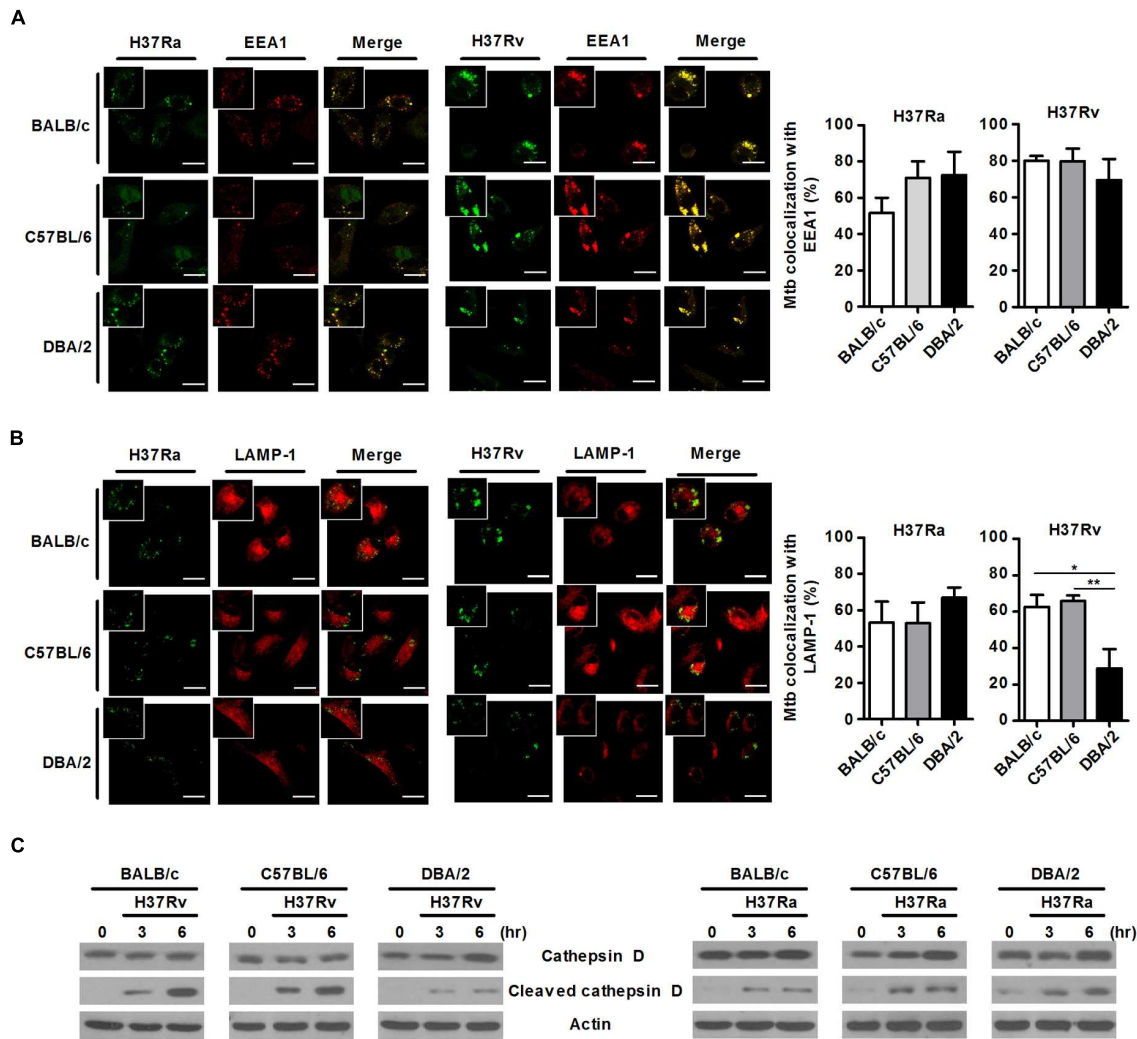 A
H37Ra EEA1 Merge H37Rv EEA1 Merge
BALB/c
C57BL/6
DBA/2
Mtb colocalization with
EEA1 (%)
H37Ra
100
80
60
40
20
0
BALB/c C57BL/6 DBA/2
H37Rv
100
80
60
40
20
0
BALB/c C57BL/6 DBA/2
B
H37Ra LAMP-1 Merge H37Rv LAMP-1 Merge
BALB/c
C57BL/6
DBA/2
Mtb colocalization with
LAMP-1 (%)
H37Ra
100
80
60
40
20
0
BALB/c C57BL/6 DBA/2
H37Rv
*
**
100
80
60
40
20
0
BALB/c C57BL/6 DBA/2
C
BALB/c C57BL/6 DBA/2 BALB/c C57BL/6 DBA/2
H37Rv H37Rv H37Rv H37Ra H37Ra H37Ra
0 3 6 0 3 6 0 3 6 (hr) 0 3 6 0 3 6 0 3 6 (hr)
Cathepsin D
Cleaved cathepsin D
Actin